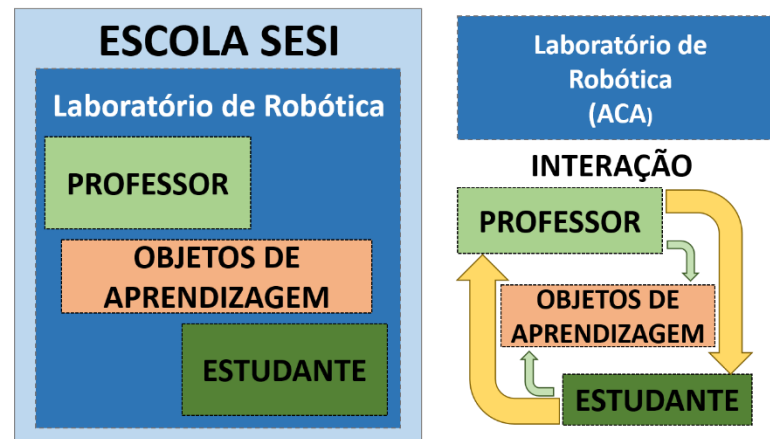 ESCOLA SESI
Laboratório de Robótica
PROFESSOR
OBJETOS DE
APRENDIZAGEM
ESTUDANTE
Laboratório de
Robótica
(ACA)
INTERAÇÃO
PROFESSOR
OBJETOS DE
APRENDIZAGEM
ESTUDANTE